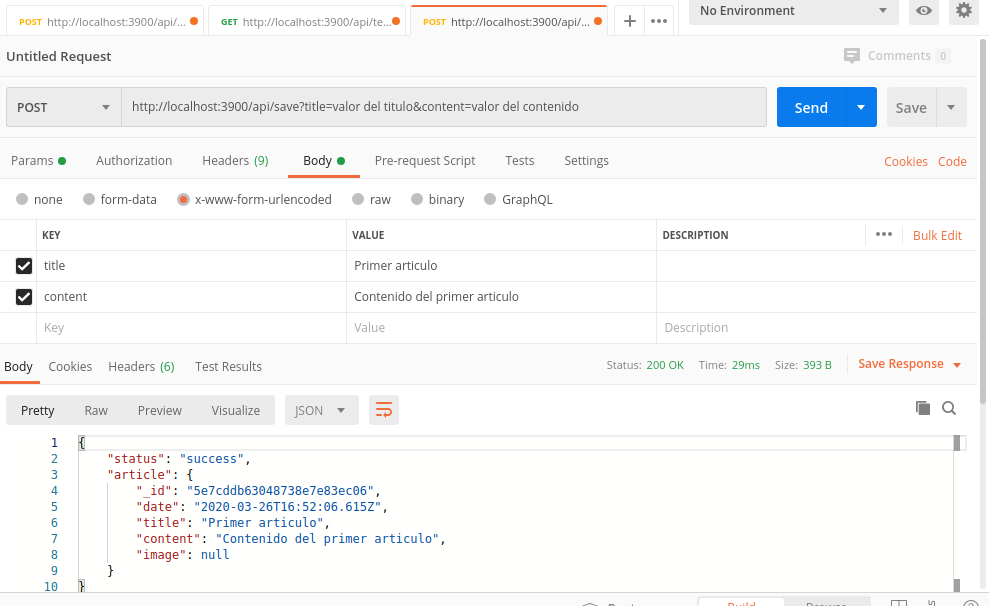 POST http://localhost:3900/api/... GET http://localhost:3900/api/te... POST http://localhost:3900/api/... No Environment
Untitled Request Comments 0
POST http://localhost:3900/api/save?title=valor del titulo&content=valor del contenido Send Save
Params Authorization Headers (9) Body Pre-request Script Tests Settings Cookies Code
none form-data x-www-form-urlencoded raw binary GraphQL
KEY VALUE DESCRIPTION Bulk Edit
title Primer articulo
content Contenido del primer articulo
Key Value Description
Body Cookies Headers (6) Test Results Status: 200 OK Time: 29ms Size: 393 B Save Response
Pretty Raw Preview Visualize JSON
1 {
2 "status": "success",
3 "article": {
4 "_id": "5e7cddb63048738e7e83ec06",
5 "date": "2020-03-26T16:52:06.615Z",
6 "title": "Primer articulo",
7 "content": "Contenido del primer articulo",
8 "image": null
9 }
10 }
Build Browse